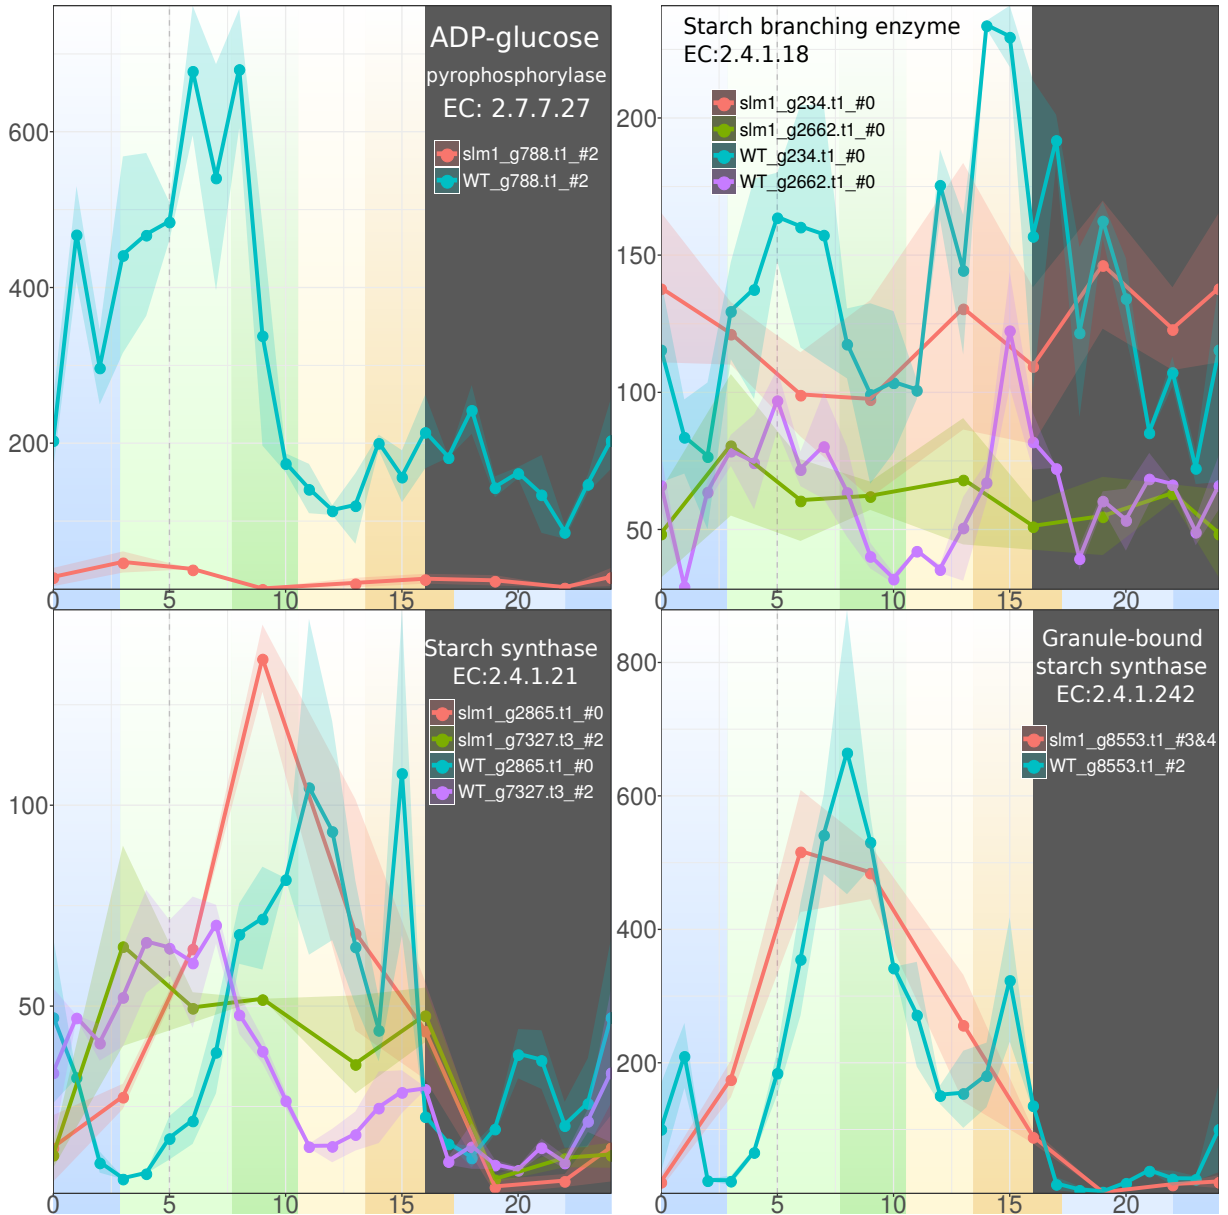 ADP-glucose
pyrophosphorylase
EC: 2.7.7.27
slm1_g788.t1_#2
WT_g788.t1_#2
600
400
200
0 5 10 15 20
Starch branching enzyme
EC:2.4.1.18
slm1_g234.t1_#0
slm1_g2662.t1_#0
WT_g234.t1_#0
WT_g2662.t1_#0
200
150
100
50
0 5 10 15 20
Starch synthase
EC:2.4.1.21
slm1_g2865.t1_#0
slm1_g7327.t3_#2
WT_g2865.t1_#0
WT_g7327.t3_#2
100
50
0 5 10 15 20
Granule-bound
starch synthase
EC:2.4.1.242
slm1_g8553.t1_#3&4
WT_g8553.t1_#2
800
600
400
200
0 5 10 15 20